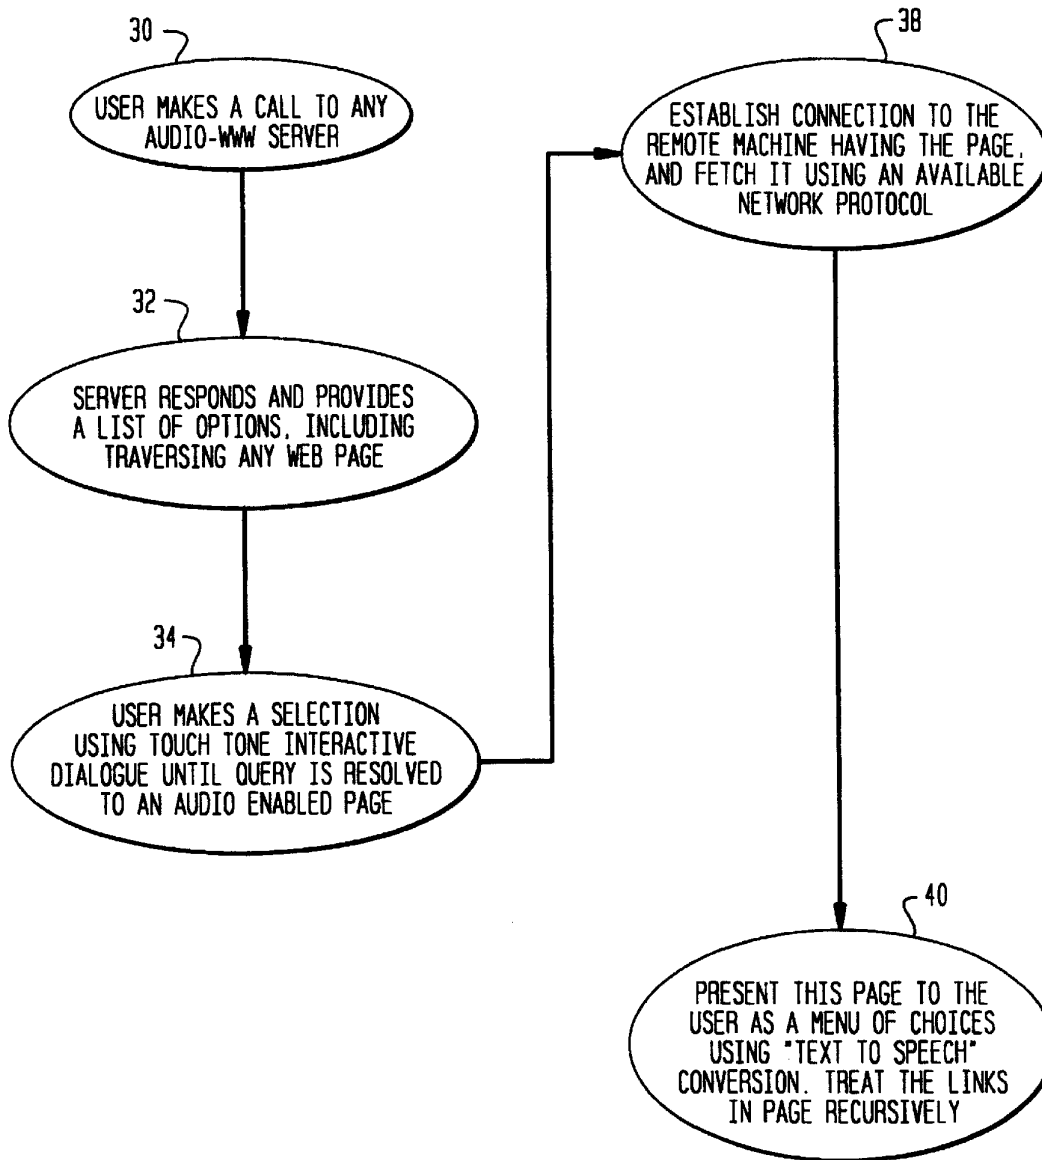 30
USER MAKES A CALL TO ANY
AUDIO-WWW SERVER
32
SERVER RESPONDS AND PROVIDES
A LIST OF OPTIONS, INCLUDING
TRAVERSING ANY WEB PAGE
34
USER MAKES A SELECTION
USING TOUCH TONE INTERACTIVE
DIALOGUE UNTIL QUERY IS RESOLVED
TO AN AUDIO ENABLED PAGE
38
ESTABLISH CONNECTION TO THE
REMOTE MACHINE HAVING THE PAGE,
AND FETCH IT USING AN AVAILABLE
NETWORK PROTOCOL
40
PRESENT THIS PAGE TO THE
USER AS A MENU OF CHOICES
USING "TEXT TO SPEECH"
CONVERSION. TREAT THE LINKS
IN PAGE RECURSIVELY